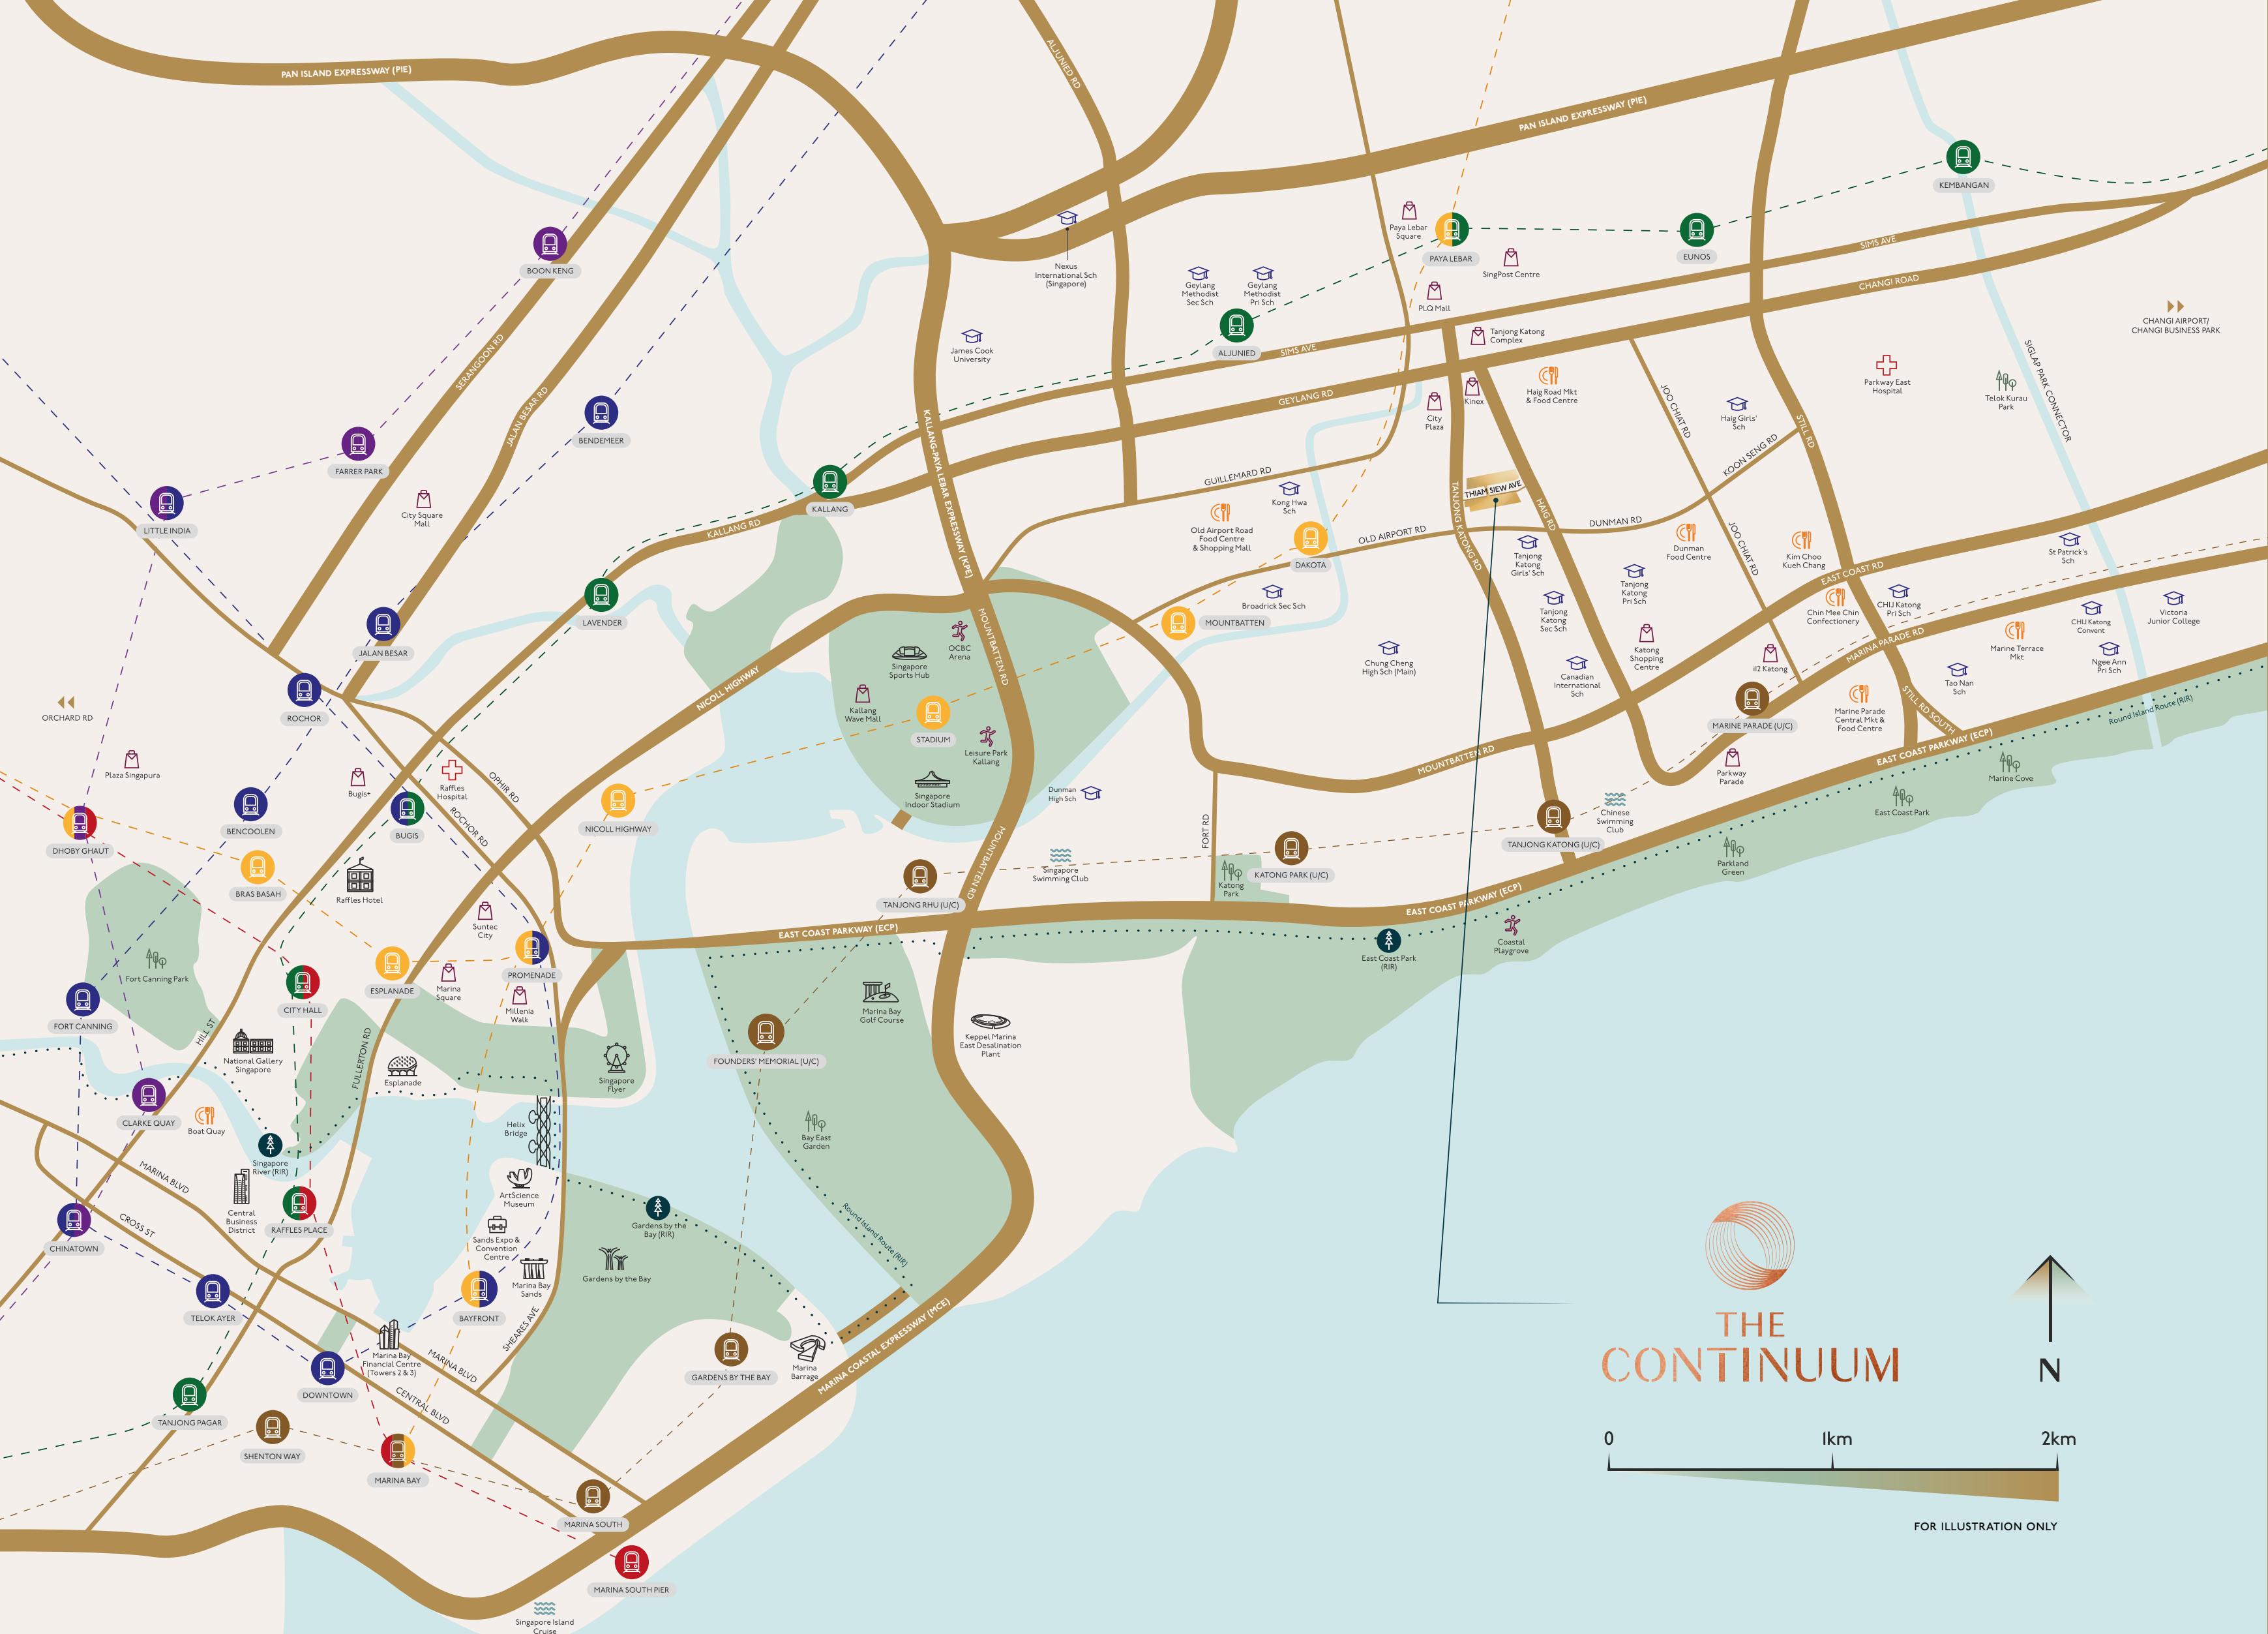 PAN ISLAND EXPRESSWAY (PIE)
ALJUNIED RD
PAN ISLAND EXPRESSWAY (PIE)
KEMBANGAN
Paya Lebar
Square
PAYA LEBAR
EUNOS
SingPost Centre
SIMS AVE
CHANGI ROAD
BOON KENG
Nexus
International Sch
(Singapore)
Geylang
Methodist
Sec Sch
Geylang
Methodist
Pri Sch
PLQ Mall
CHANGI AIRPORT/
CHANGI BUSINESS PARK
ALJUNIED
SIMS AVE
James Cook
University
Tanjong Katong
Complex
SERANGOON RD
JALAN BESAR RD
KALLANG-PAYA LEBAR EXPRESSWAY (KPE)
GEYLANG RD
City
Plaza
Kinex
Haig Road Mkt
& Food Centre
JOO CHIAT RD
Haig Girls'
Sch
STILL RD
Parkway East
Hospital
Telok Kurau
Park
SIGLAP PARK CONNECTOR
BENDEMEER
FARRER PARK
KOON SENG RD
LITTLE INDIA
City Square
Mall
KALLANG
KALLANG RD
GUILLEMARD RD
Kong Hwa
Sch
THIAM SIEW AVE
TANJONG KATONG RD
HAIG RD
DUNMAN RD
Old Airport Road
Food Centre
& Shopping Mall
DAKOTA
OLD AIRPORT RD
Tanjong
Katong
Girls' Sch
Dunman
Food Centre
JOO CHIAT RD
Kim Choo
Kueh Chang
EAST COAST RD
St Patrick's
Sch
LAVENDER
MOUNTBATTEN RD
Broadrick Sec Sch
MOUNTBATTEN
Tanjong
Katong
Pri Sch
Tanjong
Katong
Sec Sch
Chin Mee Chin
Confectionery
CHIJ Katong
Pri Sch
CHIJ Katong
Convent
Victoria
Junior College
JALAN BESAR
OCBC
Arena
Singapore
Sports Hub
Chung Cheng
High Sch (Main)
Katong
Shopping
Centre
i12 Katong
MARINA PARADE RD
Marine Terrace
Mkt
Ngee Ann
Pri Sch
Tao Nan
Sch
ORCHARD RD
ROCHOR
NICOLL HIGHWAY
Kallang
Wave Mall
STADIUM
Leisure Park
Kallang
Canadian
International
Sch
MARINE PARADE (U/C)
Marine Parade
Central Mkt &
Food Centre
STILL RD SOUTH
Round Island Route (RIR)
EAST COAST PARKWAY (ECP)
Plaza Singapura
Bugis+
Raffles
Hospital
OPHIR RD
ROCHOR RD
Singapore
Indoor Stadium
Dunman
High Sch
MOUNTBATTEN RD
Parkway
Parade
Marine Cove
East Coast Park
DHOBY GHAUT
BENCOOLEN
BUGIS
NICOLL HIGHWAY
MOUNTBATTEN RD
FORT RD
TANJONG KATONG (U/C)
Chinese
Swimming
Club
Parkland
Green
BRAS BASAH
Raffles Hotel
TANJONG RHU (U/C)
Singapore
Swimming Club
Katong
Park
KATONG PARK (U/C)
EAST COAST PARKWAY (ECP)
EAST COAST PARKWAY (ECP)
Suntec
City
PROMENADE
East Coast Park
(RIR)
Coastal
Playgrove
Fort Canning Park
ESPLANADE
Marina
Square
Millenia
Walk
CITY HALL
FORT CANNING
HILL ST
National Gallery
Singapore
FULLERTON RD
Esplanade
Singapore
Flyer
FOUNDERS' MEMORIAL (U/C)
Marina Bay
Golf Course
Keppel Marina
East Desalination
Plant
CLARKE QUAY
Boat Quay
Helix
Bridge
Bay East
Garden
Singapore
River (RIR)
MARINA BLVD
Central
Business
District
RAFFLES PLACE
ArtScience
Museum
Gardens by the
Bay (RIR)
Round Island Route (RIR)
CHINATOWN
CROSS ST
Sands Expo &
Convention
Centre
Marina Bay
Sands
Gardens by the Bay
TELOK AYER
BAYFRONT
SHEARES AVE
Marina Bay
Financial Centre
(Towers 2 & 3)
MARINA BLVD
DOWNTOWN
CENTRAL BLVD
GARDENS BY THE BAY
Marina
Barrage
MARINA COASTAL EXPRESSWAY (MCE)
TANJONG PAGAR
SHENTON WAY
MARINA BAY
MARINA SOUTH
MARINA SOUTH PIER
Singapore Island
Cruise
THE
CONTINUUM
N
0
1km
2km
FOR ILLUSTRATION ONLY